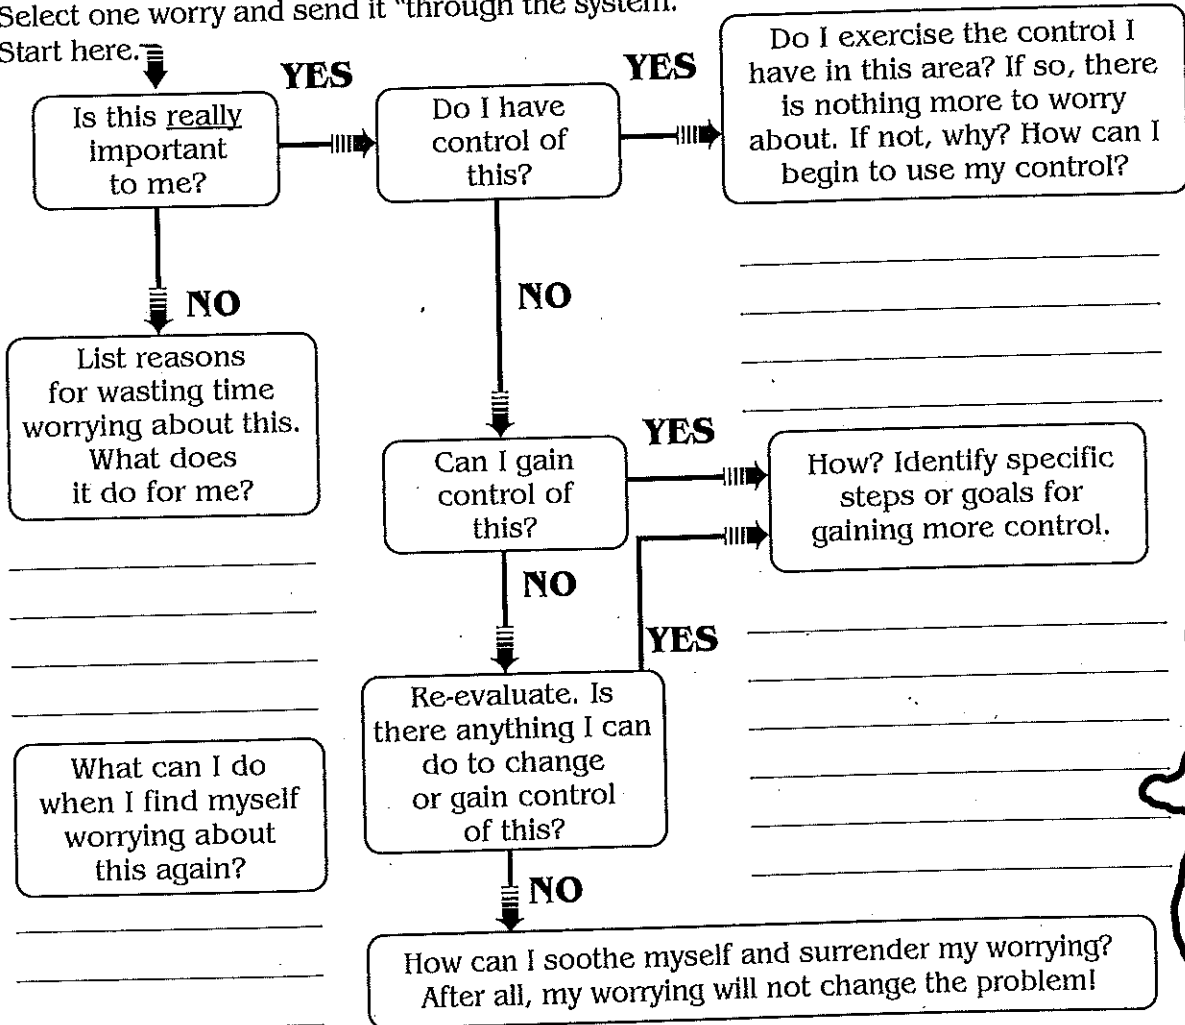 Select one worry and send it "through the system.
Start here.
YES
YES
Is this really
important
to me?
Do I have
control of
this?
Do I exercise the control I
have in this area? If so, there
is nothing more to worry
about. If not, why? How can I
begin to use my control?
NO
NO
List reasons
for wasting time
worrying about this.
What does
it do for me?
YES
Can I gain
control of
this?
How? Identify specific
steps or goals for
gaining more control.
NO
YES
Re-evaluate. Is
there anything I can
do to change
or gain control
of this?
What can I do
when I find myself
worrying about
this again?
NO
How can I soothe myself and surrender my worrying?
After all, my worrying will not change the problem!